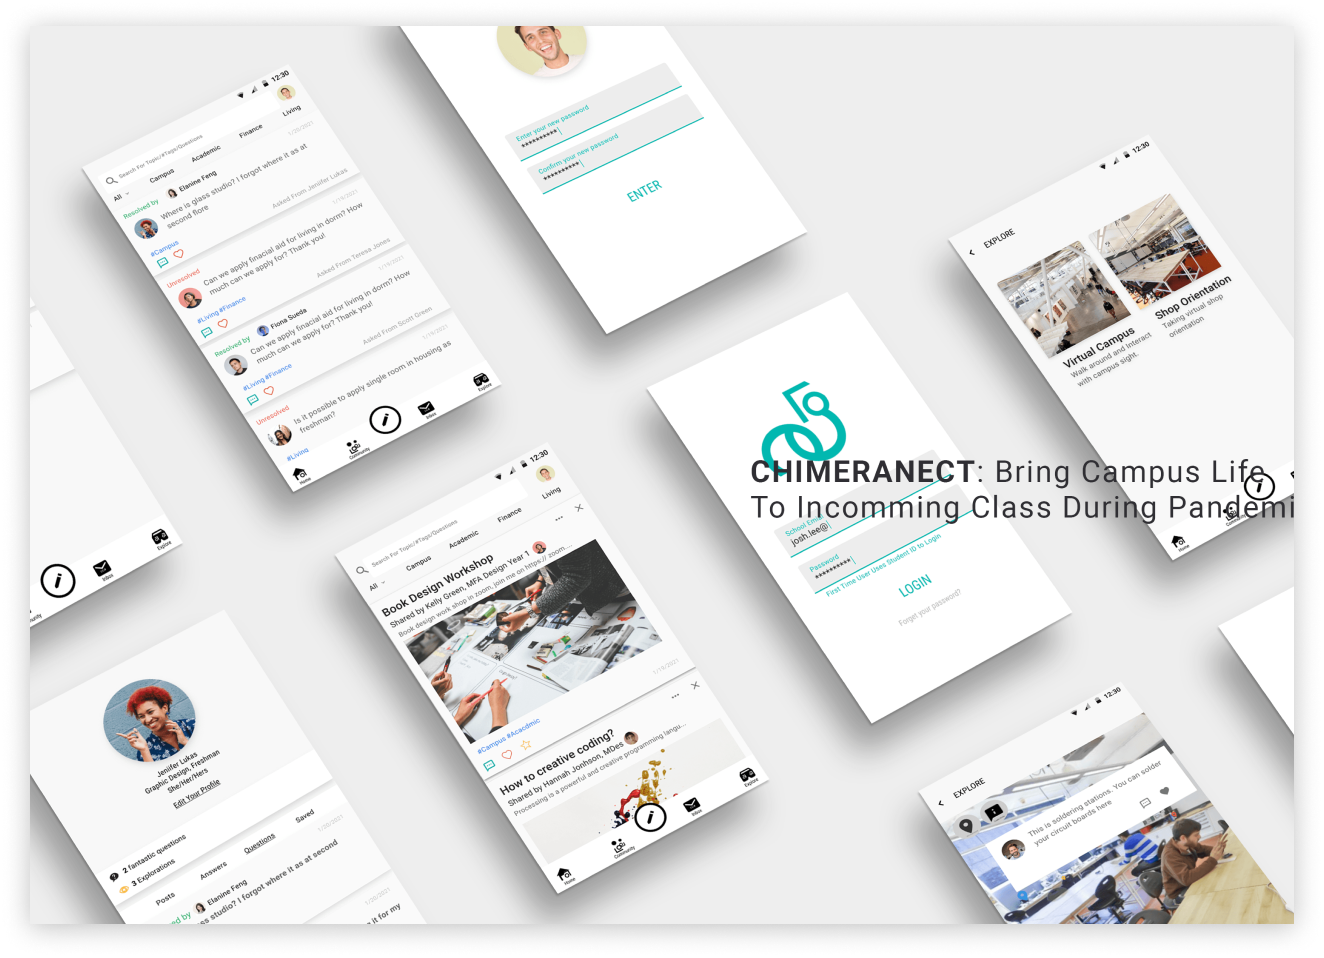 12:30
Search For Topic/#Tags/Questions
All
Campus
Academic
Finance
Living
Resolved by
Elanine Feng
1/20/2021
Where is glass studio? I forgot where it as at
second flore
Asked From Jeniifer Lukas
#Campus
Unresolved
1/19/2021
Can we apply finacial aid for living in dorm? How
much can we apply for? Thank you!
Asked From Teresa Jones
#Living #Finance
Resolved by
Fiona Sueda
1/19/2021
Can we apply finacial aid for living in dorm? How
much can we apply for? Thank you!
Asked From Scott Green
#Living #Finance
Unresolved
1/19/2021
Is it possible to apply single room in housing as
freshman?
#Living
Home
Community
i
Inbox
Explore
Enter your new password
**********
Confirm your new password
**********
ENTER
12:30
EXPLORE
Virtual Campus
Walk around and Interact
with campus sight.
Shop Orientation
Taking virtual shop
orientation
Home
i
CHIMERANECT: Bring Campus Life
To Incomming Class During Pandemi
School Email
josh.lee@
Password
**********
First Time User Uses Student ID to Login
LOGIN
Forget your password?
i
Inbox
Explore
12:30
Search For Topic/#Tags/Questions
All
Campus
Academic
Finance
Living
Book Design Workshop
Shared by Kelly Green, MFA Design Year 1
Book design work shop in zoom, join me on https:// zoom...
1/19/2021
#Campus #Acacdmic
How to creative coding?
Shared by Hannah Jonhson, MDes
Processing is a powerful and creative programming langu...
Home
Community
i
Inbox
Explore
Jeniifer Lukas
Graphic Design, Freshman
She/Her/Hers
Edit Your Profile
2 fantastic questions
3 Explorations
Posts
Answers
Questions
Saved
1/20/2021
ved by
Elanine Feng
ss studio? I forgot where it as at second
it for my
12:30
EXPLORE
This is soldering stations. You can solder
your circuit boards here